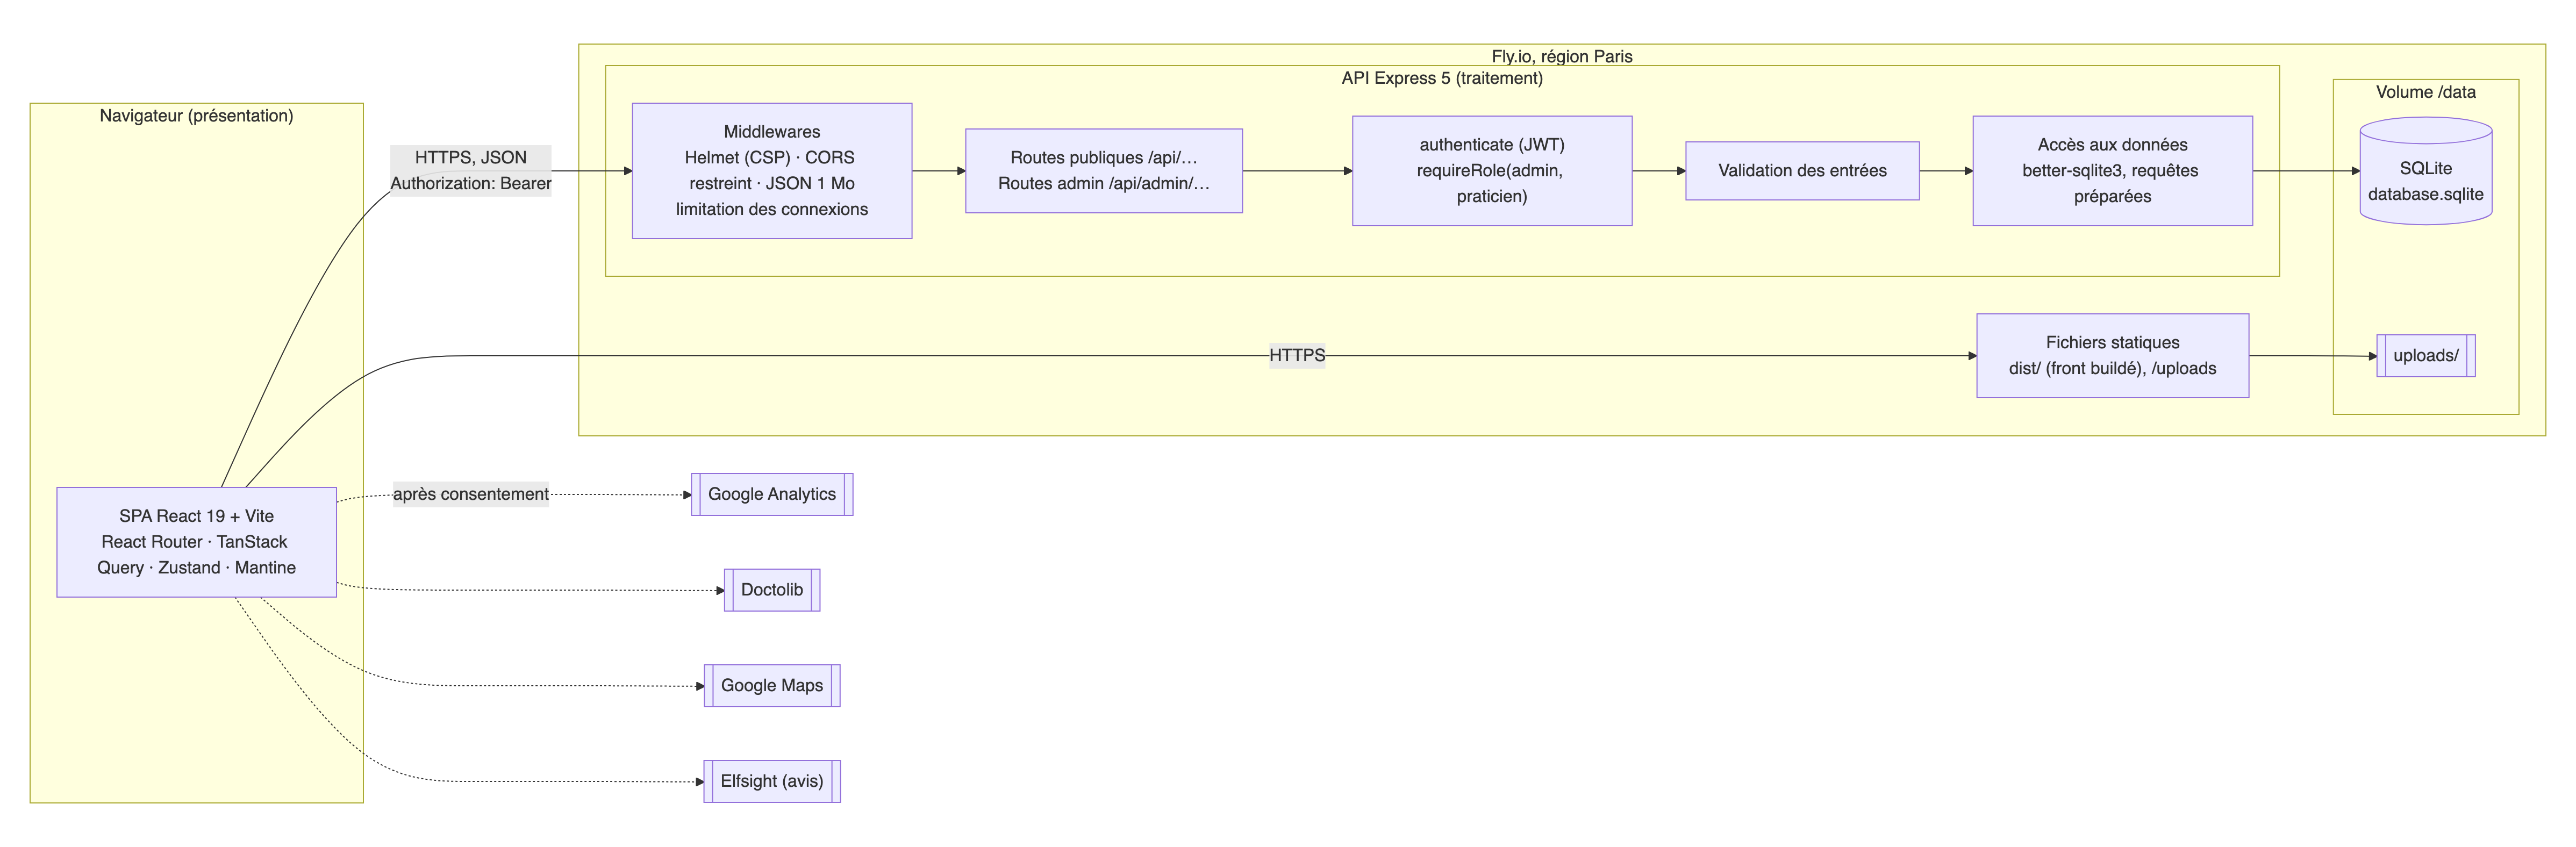 Fly.io, région Paris
API Express 5 (traitement)
Volume /data
Navigateur (présentation)
HTTPS, JSON
Authorization: Bearer
Middlewares
Helmet (CSP) · CORS
restreint · JSON 1 Mo
limitation des connexions
Routes publiques /api/…
Routes admin /api/admin/…
authenticate (JWT)
requireRole(admin,
praticien)
Validation des entrées
Accès aux données
better-sqlite3, requêtes
préparées
SQLite
database.sqlite
HTTPS
Fichiers statiques
dist/ (front buildé), /uploads
uploads/
SPA React 19 + Vite
React Router · TanStack
Query · Zustand · Mantine
après consentement
Google Analytics
Doctolib
Google Maps
Elfsight (avis)